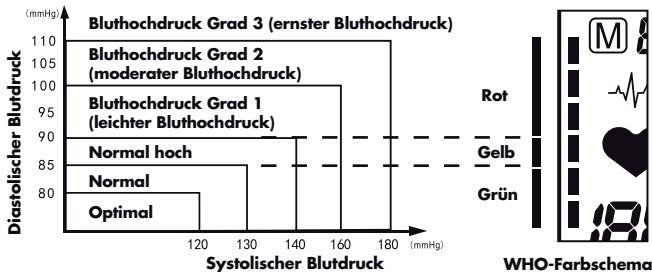 (mmHg)
Bluthochdruck Grad 3 (ernster Bluthochdruck)
110
Bluthochdruck Grad 2
105
(moderater Bluthochdruck)
100
Bluthochdruck Grad 1
95
(leichter Bluthochdruck)
90
Normal hoch
85
Normal
80
Optimal
Diastolischer Blutdruck
120 130 140 160 180 (mmHg)
Systolischer Blutdruck
Rot
Gelb
Grün
M
WHO-Farbschema